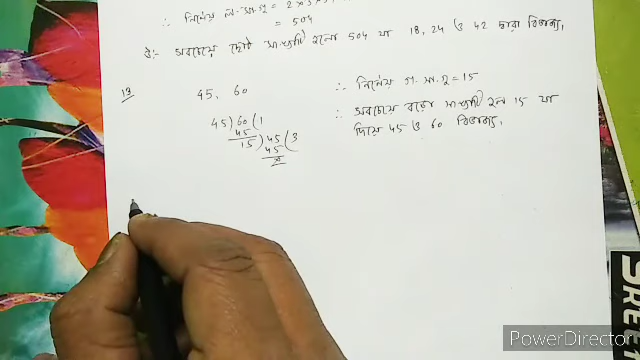 ∴ নির্ণেয় ল.সা.গু = 2×3×
= 504
উঃ- সবচেয়ে ছোট সংখ্যাটি হলো 504 যা 18, 24 ও 42 দ্বারা বিভাজ্য।
13
45, 60
45) 60 (1
45
15) 45 (3
45
∴ নির্ণেয় গ.সা.গু = 15
∴ সবচেয়ে বড়ো সংখ্যাটি হল 15 যা
দিয়ে 45 ও 60 বিভাজ্য।
SREE
PowerDirector